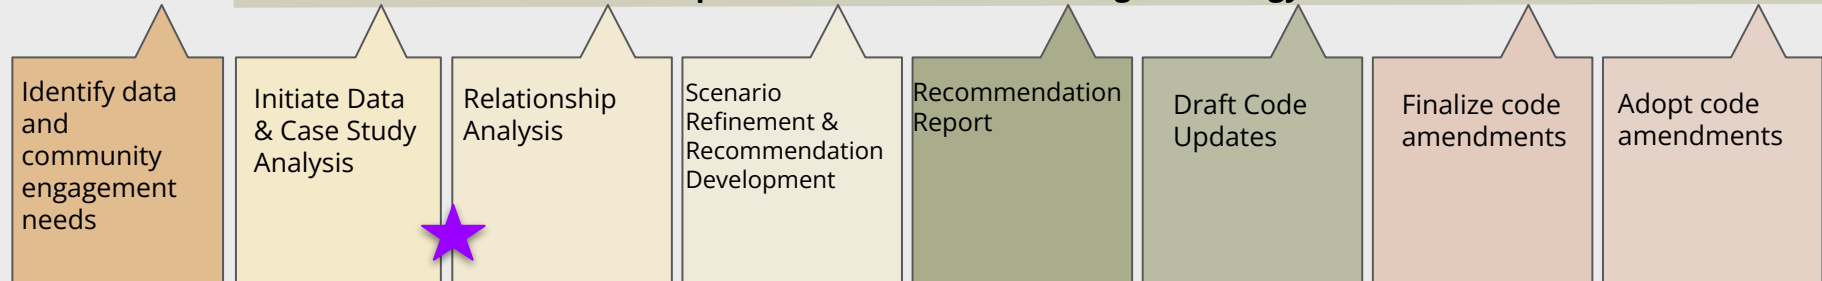 Identify data
and
community
engagement
needs
Initiate Data
& Case Study
Analysis
Relationship
Analysis
Scenario
Refinement &
Recommendation
Development
Recommendation
Report
Draft Code
Updates
Finalize code
amendments
Adopt code
amendments